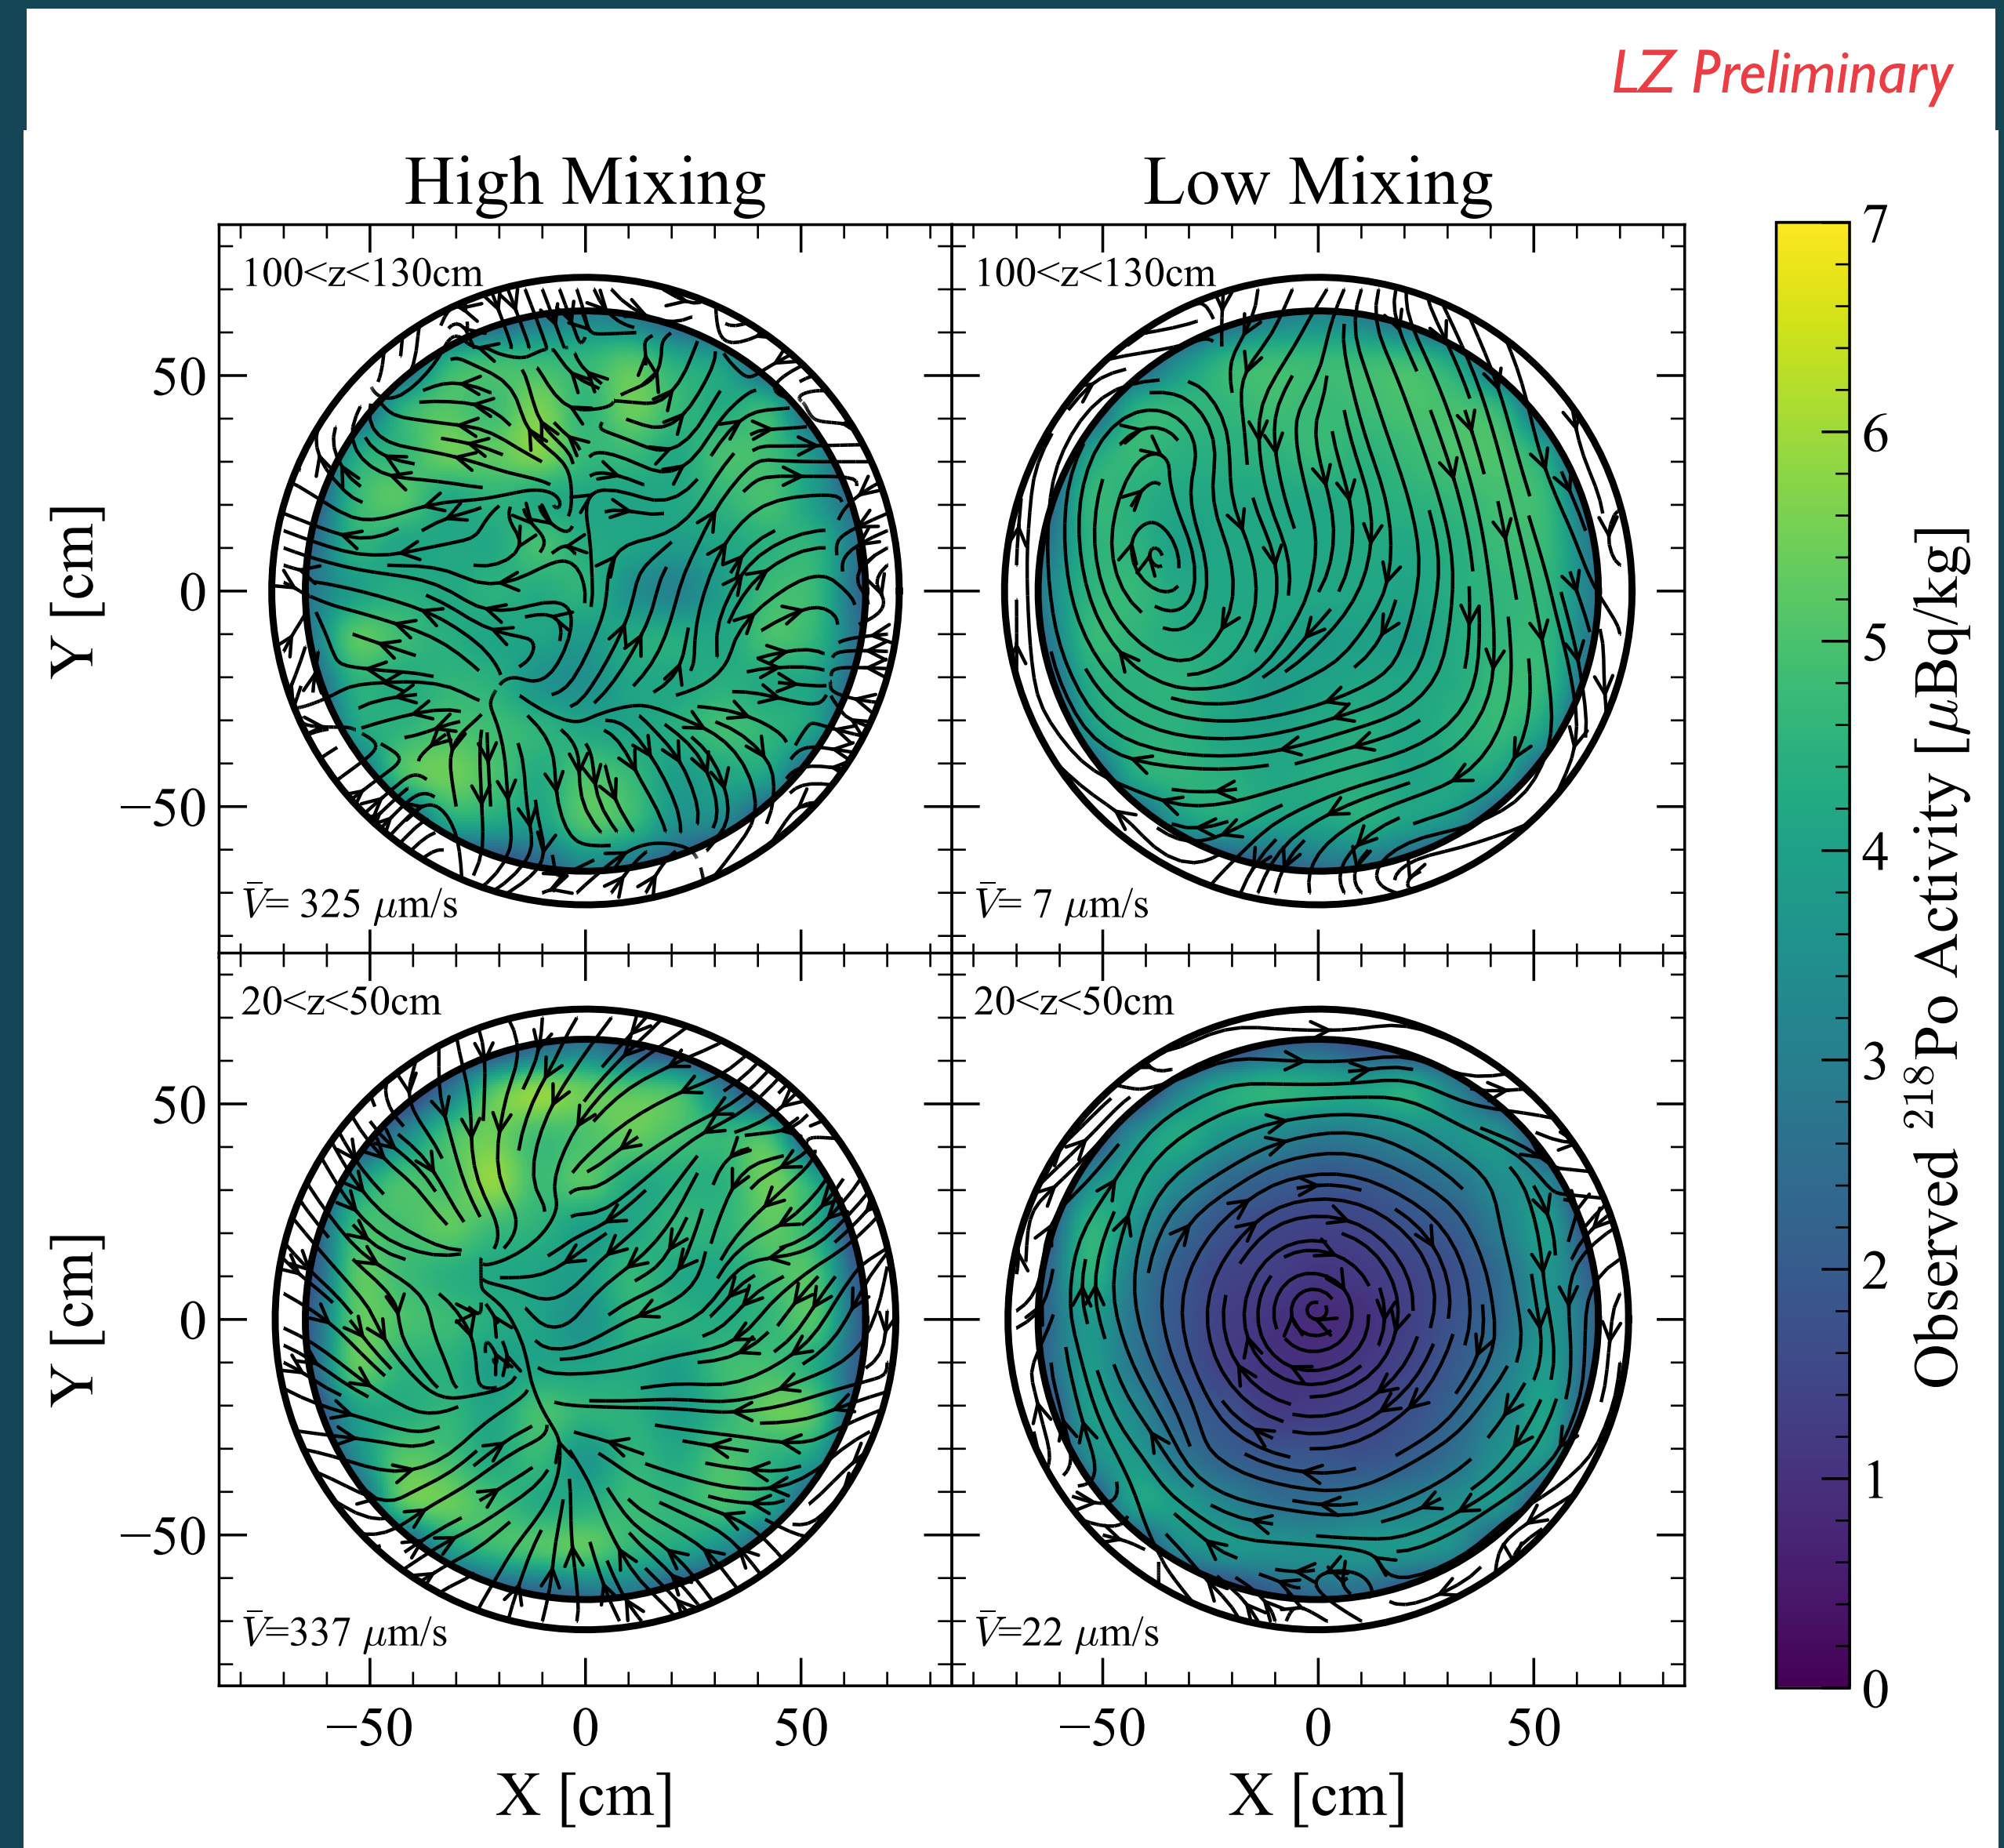 LZ Preliminary
High Mixing
Low Mixing
100<z<130cm
100<z<130cm
50
0
−50
Y [cm]
V̄= 325 μm/s
V̄= 7 μm/s
20<z<50cm
20<z<50cm
50
0
−50
Y [cm]
V̄=337 μm/s
V̄=22 μm/s
−50 0 50
−50 0 50
X [cm]
X [cm]
7
6
5
4
3
2
1
0
Observed ²¹⁸Po Activity [μBq/kg]